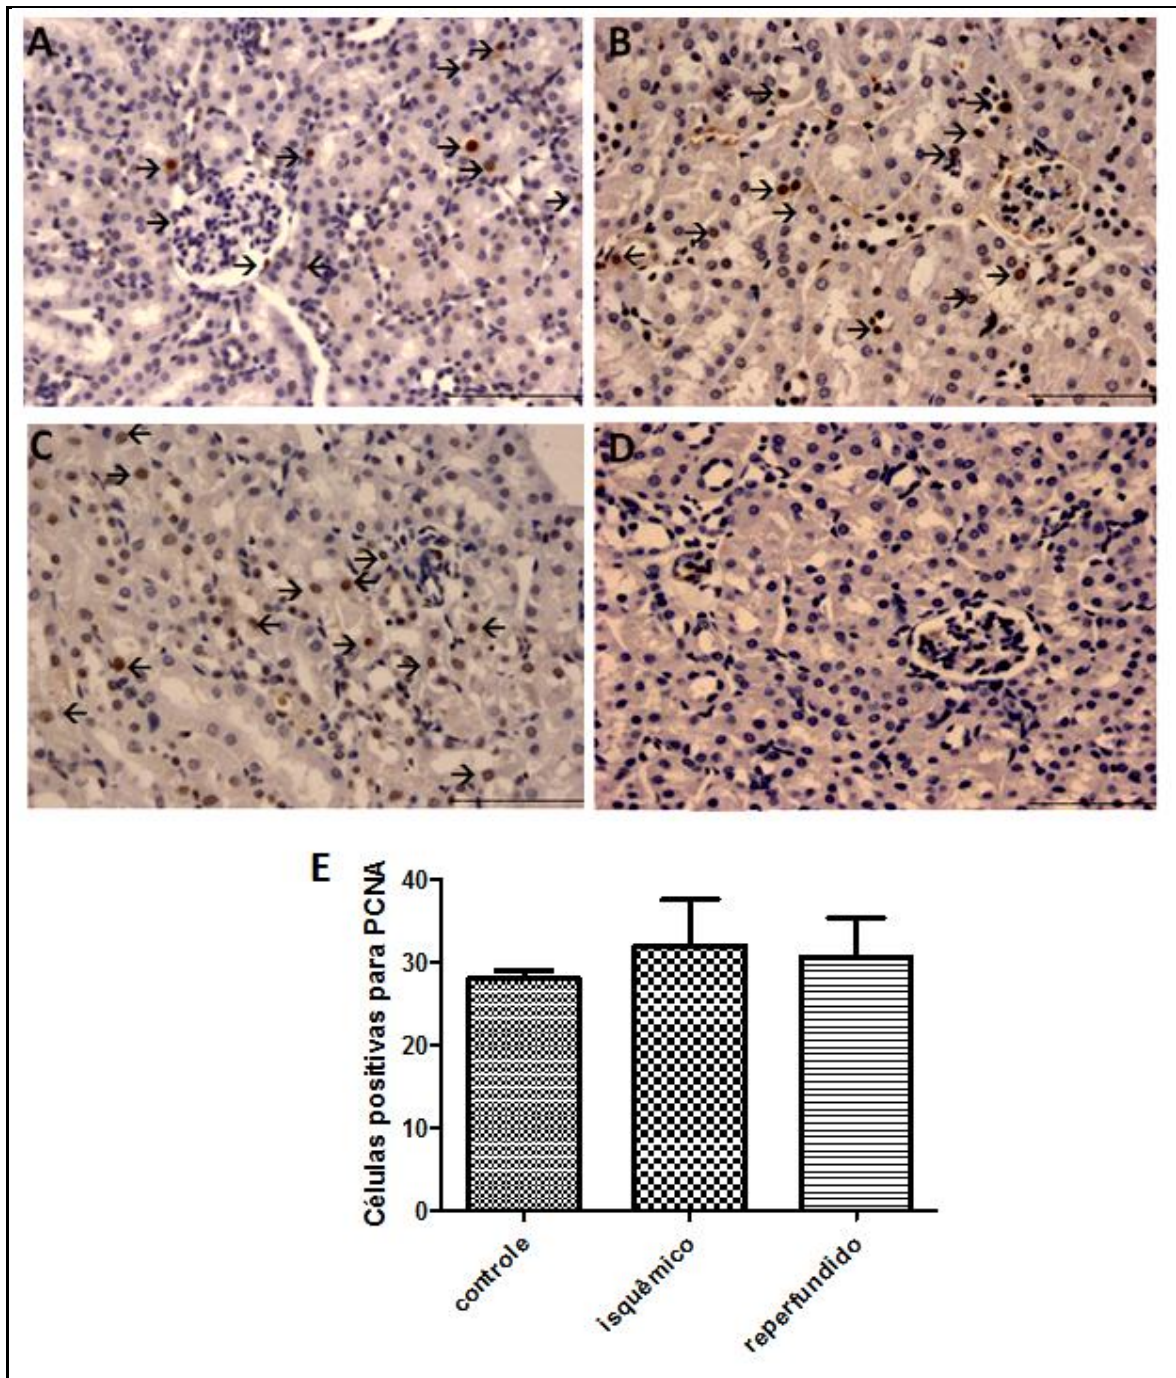 A
B
C
D
E
Células positivas para PCNA
40
30
20
10
0
controle
isquêmico
reperfundido